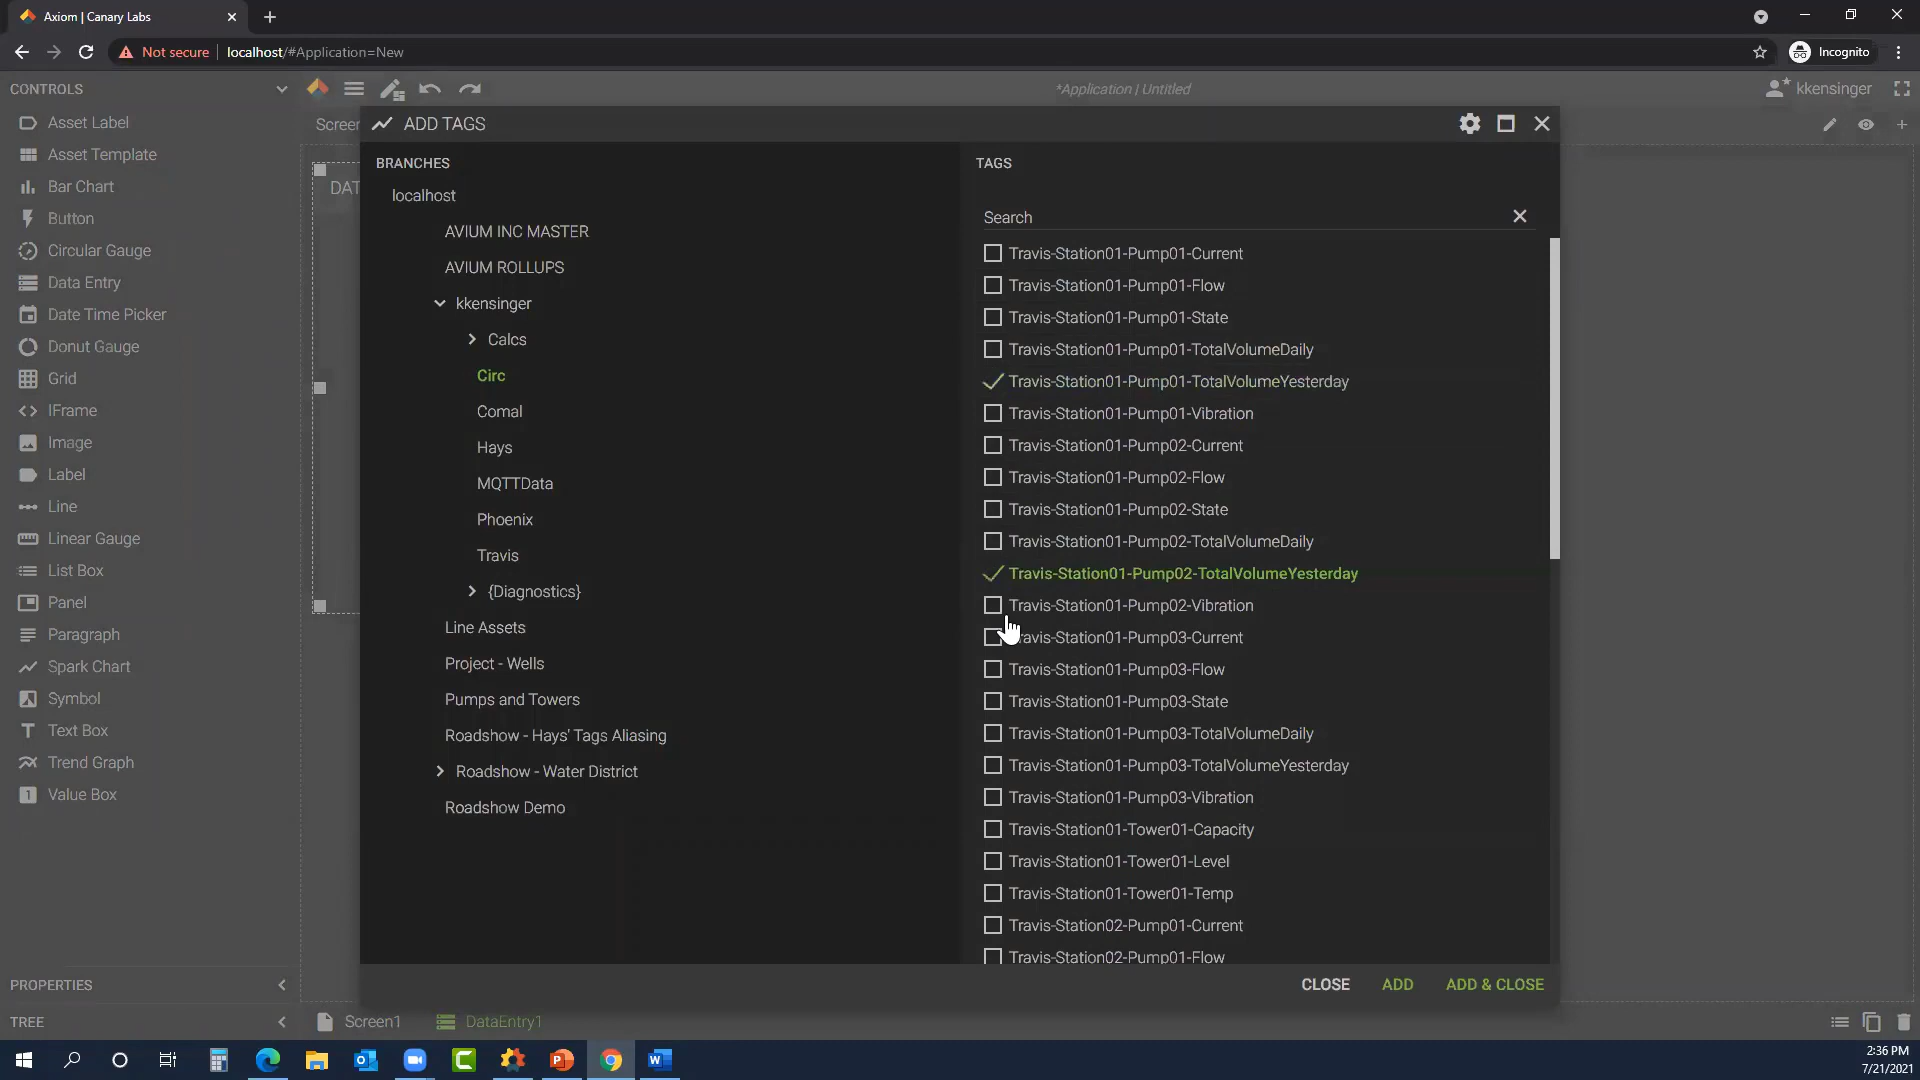 Axiom | Canary Labs
Not secure
localhost/#Application=New
Incognito
CONTROLS
*Application | Untitled
kkensinger
Asset Label
Asset Template
Bar Chart
Button
Circular Gauge
Data Entry
Date Time Picker
Donut Gauge
Grid
IFrame
Image
Label
Line
Linear Gauge
List Box
Panel
Paragraph
Spark Chart
Symbol
Text Box
Trend Graph
Value Box
PROPERTIES
TREE
Screen
DAT
ADD TAGS
BRANCHES
localhost
AVIUM INC MASTER
AVIUM ROLLUPS
kkensinger
Calcs
Circ
Comal
Hays
MQTTData
Phoenix
Travis
{Diagnostics}
Line Assets
Project - Wells
Pumps and Towers
Roadshow - Hays' Tags Aliasing
Roadshow - Water District
Roadshow Demo
TAGS
Search
Travis-Station01-Pump01-Current
Travis-Station01-Pump01-Flow
Travis-Station01-Pump01-State
Travis-Station01-Pump01-TotalVolumeDaily
Travis-Station01-Pump01-TotalVolumeYesterday
Travis-Station01-Pump01-Vibration
Travis-Station01-Pump02-Current
Travis-Station01-Pump02-Flow
Travis-Station01-Pump02-State
Travis-Station01-Pump02-TotalVolumeDaily
Travis-Station01-Pump02-TotalVolumeYesterday
Travis-Station01-Pump02-Vibration
Travis-Station01-Pump03-Current
Travis-Station01-Pump03-Flow
Travis-Station01-Pump03-State
Travis-Station01-Pump03-TotalVolumeDaily
Travis-Station01-Pump03-TotalVolumeYesterday
Travis-Station01-Pump03-Vibration
Travis-Station01-Tower01-Capacity
Travis-Station01-Tower01-Level
Travis-Station01-Tower01-Temp
Travis-Station02-Pump01-Current
Travis-Station02-Pump01-Flow
CLOSE ADD ADD & CLOSE
Screen1 DataEntry1
2:36 PM
7/21/2021